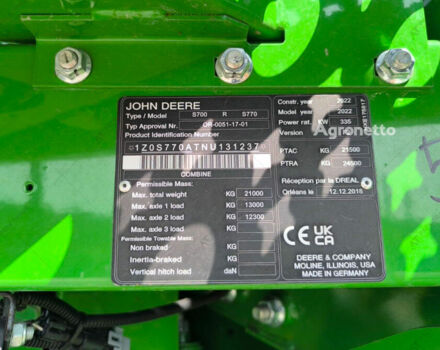 JOHN DEERE
Type / Model S700 R S770
Typ Approval Nr. OR-0051-17-01
Product Identification Number
1Z0S770ATNU131237
COMBINE
Permissible Mass:
Max. total weight KG 21000
Max. axle 1 load KG 13000
Max. axle 2 load KG 12300
Max. axle 3 load KG
Permissible Towable Mass:
Non braked KG
Inertia-braked KG
Vertical hitch load daN
Constr. year 2022
Model year 2022
Power rat. KW 335
Version
Agronetto
PTAC KG 21500
PTRA KG 24500
Réception par la DREAL
Orléans le 12.12.2018
CE UK CA
DEERE & COMPANY
MOLINE, ILLINOIS, USA
MADE IN GERMANY